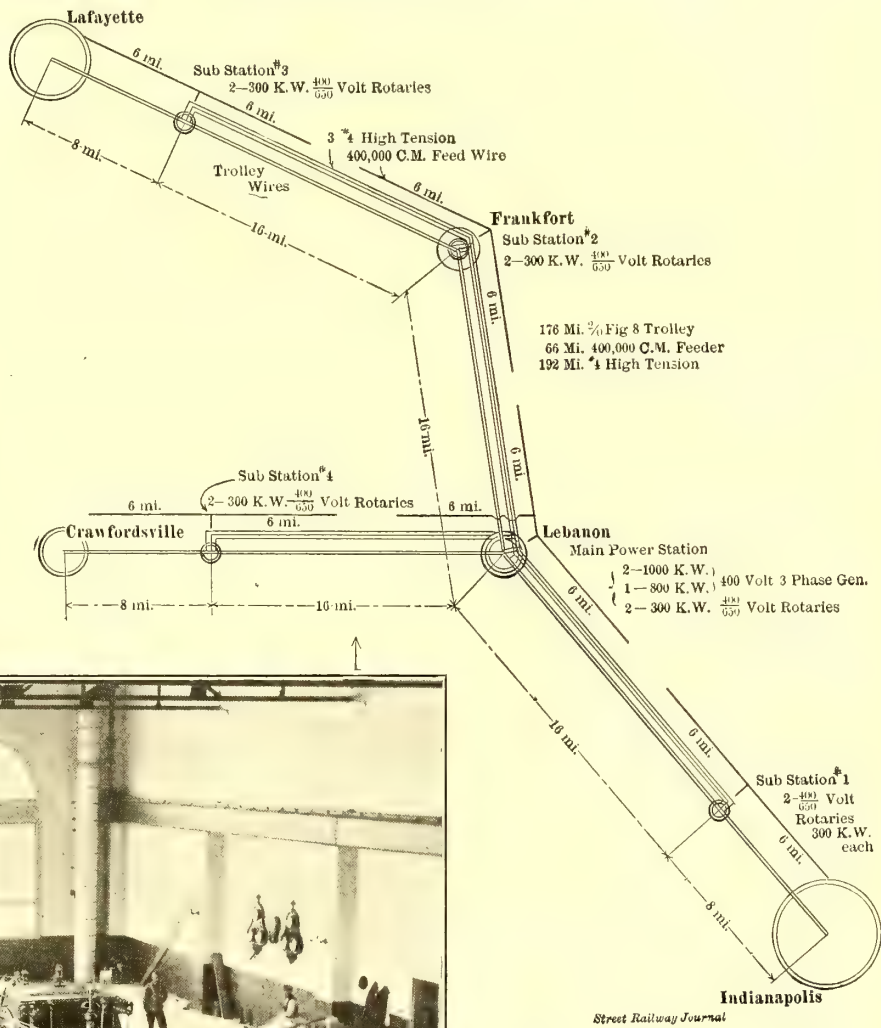 Lafayette
6 mi.
Sub Station #3
2–300 K.W. 400/650 Volt Rotaries
6 mi.
3 #4 High Tension
400,000 C.M. Feed Wire
8 mi.
Trolley
Wires
6 mi.
16 mi.
Frankfort
Sub Station #2
2–300 K.W. 400/650 Volt Rotaries
6 mi.
176 Mi. 2/0 Fig 8 Trolley
66 Mi. 400,000 C.M. Feeder
192 Mi. #4 High Tension
16 mi.
6 mi.
Sub Station #4
6 mi.
2–300 K.W. 400/650 Volt Rotaries
6 mi.
6 mi.
Crawfordsville
Lebanon
Main Power Station
2–1000 K.W.
1–800 K.W. 400 Volt 3 Phase Gen.
2–300 K.W. 400/650 Volt Rotaries
8 mi.
16 mi.
6 mi.
16 mi.
6 mi.
Sub Station #1
2–400/650 Volt
Rotaries
300 K.W.
each
6 mi.
8 mi.
Indianapolis
Street Railway Journal